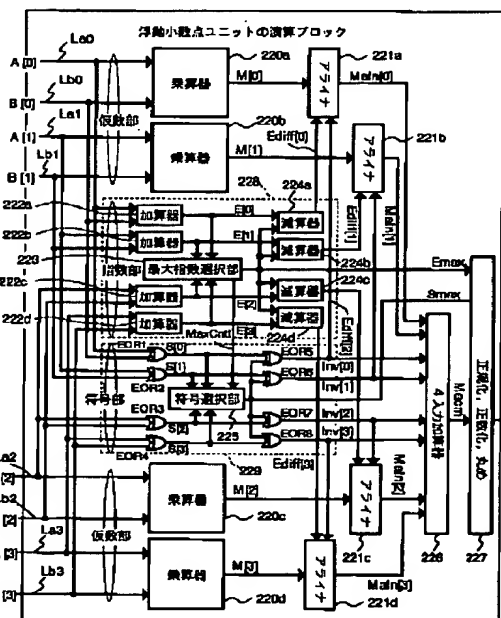 浮動小数点ユニットの演算ブロック
La0
220a
221a
A[0]
乗算器
M[0]
アライナ
Main[0]
Lb0
B[0]
La1
220b
Ediff[0]
221b
A[1]
仮数部
乗算器
M[1]
アライナ
Lb1
B[1]
228
224a
Main[1]
222a
加算器
E[0]
減算器
Ediff[1]
222b
加算器
E[1]
減算器
223
224b
指数部
最大指数選択部
224c
Emax
Smax
222c
加算器
E[2]
減算器
222d
加算器
E[3]
減算器
224d
MaxCntl
Ediff[2]
EOR1
S[0]
EOR5
Inv[0]
S[1]
EOR6
Inv[1]
EOR2
符号部
符号選択部
EOR3
S[2]
225
EOR7
Inv[2]
S[3]
EOR8
Inv[3]
EOR4
229
Ediff[3]
4入力加算器
Macm
正規化,正数化,丸め
a2
[2]
乗算器
M[2]
アライナ
Main[2]
Lb2
[2]
220c
221c
226
227
La3
仮数部
[3]
乗算器
M[3]
アライナ
Main[3]
Lb3
[3]
220d
221d